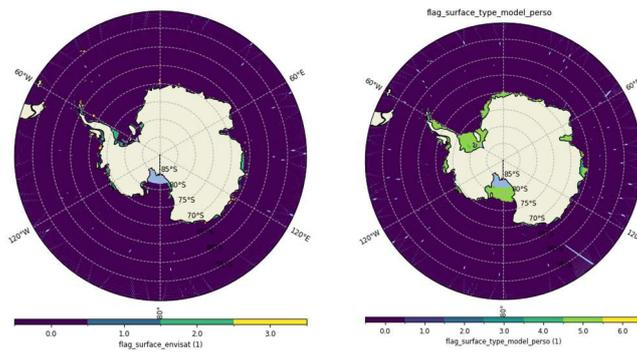 flag_surface_type_model_perso
60°W
60°E
85°S
80°S
75°S
70°S
120°W
120°E
0.0 1.0 2.0 3.0
flag_surface_envisat (1)
60°W
85°S
80°S
75°S
70°S
120°W
120°E
0.0 1.0 2.0 3.0 4.0 5.0 6.0
flag_surface_type_model_perso (1)